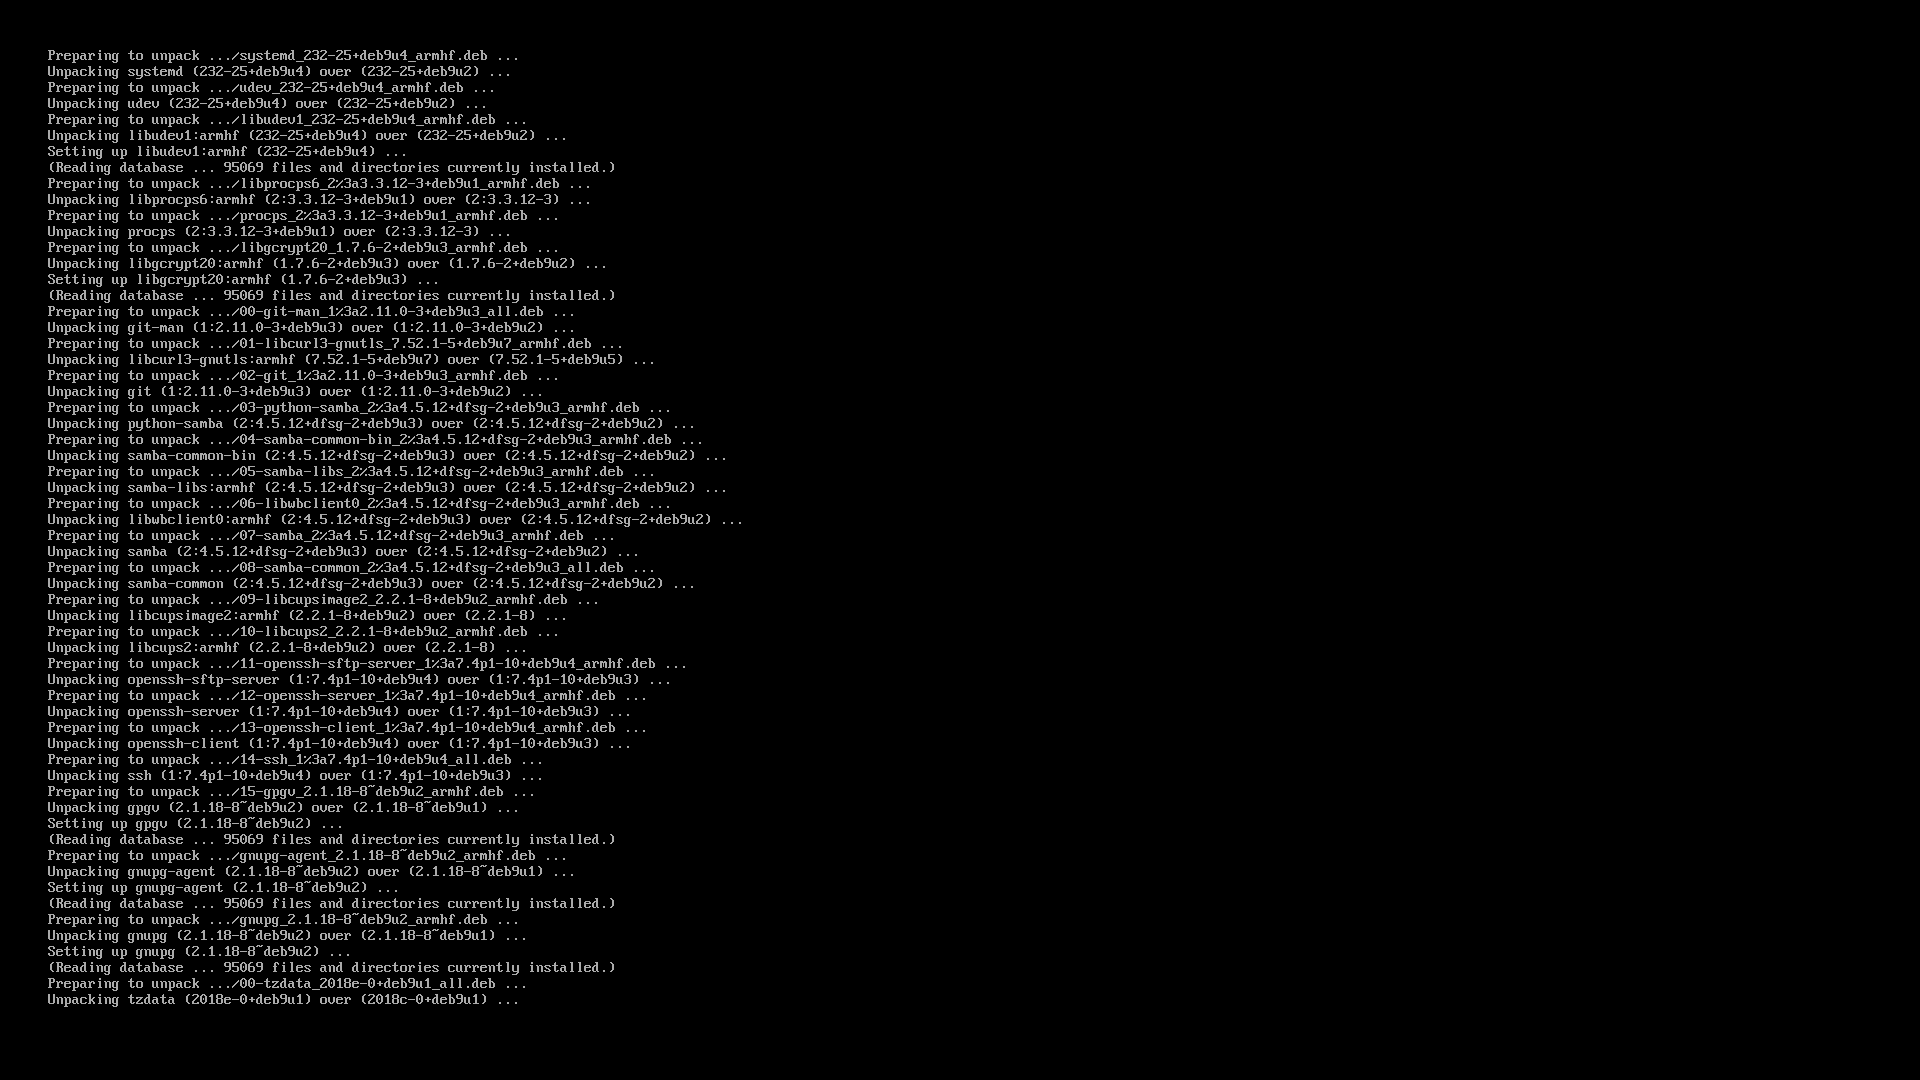 Preparing to unpack .../systemd_232-25+deb9u4_armhf.deb ...
Unpacking systemd (232-25+deb9u4) over (232-25+deb9u2) ...
Preparing to unpack .../udev_232-25+deb9u4_armhf.deb ...
Unpacking udev (232-25+deb9u4) over (232-25+deb9u2) ...
Preparing to unpack .../libudev1_232-25+deb9u4_armhf.deb ...
Unpacking libudev1:armhf (232-25+deb9u4) over (232-25+deb9u2) ...
Setting up libudev1:armhf (232-25+deb9u4) ...
(Reading database ... 95069 files and directories currently installed.)
Preparing to unpack .../libprocps6_2%3a3.3.12-3+deb9u1_armhf.deb ...
Unpacking libprocps6:armhf (2:3.3.12-3+deb9u1) over (2:3.3.12-3) ...
Preparing to unpack .../procps_2%3a3.3.12-3+deb9u1_armhf.deb ...
Unpacking procps (2:3.3.12-3+deb9u1) over (2:3.3.12-3) ...
Preparing to unpack .../libgcrypt20_1.7.6-2+deb9u3_armhf.deb ...
Unpacking libgcrypt20:armhf (1.7.6-2+deb9u3) over (1.7.6-2+deb9u2) ...
Setting up libgcrypt20:armhf (1.7.6-2+deb9u3) ...
(Reading database ... 95069 files and directories currently installed.)
Preparing to unpack .../00-git-man_1%3a2.11.0-3+deb9u3_all.deb ...
Unpacking git-man (1:2.11.0-3+deb9u3) over (1:2.11.0-3+deb9u2) ...
Preparing to unpack .../01-libcurl3-gnutls_7.52.1-5+deb9u7_armhf.deb ...
Unpacking libcurl3-gnutls:armhf (7.52.1-5+deb9u7) over (7.52.1-5+deb9u5) ...
Preparing to unpack .../02-git_1%3a2.11.0-3+deb9u3_armhf.deb ...
Unpacking git (1:2.11.0-3+deb9u3) over (1:2.11.0-3+deb9u2) ...
Preparing to unpack .../03-python-samba_2%3a4.5.12+dfsg-2+deb9u3_armhf.deb ...
Unpacking python-samba (2:4.5.12+dfsg-2+deb9u3) over (2:4.5.12+dfsg-2+deb9u2) ...
Preparing to unpack .../04-samba-common-bin_2%3a4.5.12+dfsg-2+deb9u3_armhf.deb ...
Unpacking samba-common-bin (2:4.5.12+dfsg-2+deb9u3) over (2:4.5.12+dfsg-2+deb9u2) ...
Preparing to unpack .../05-samba-libs_2%3a4.5.12+dfsg-2+deb9u3_armhf.deb ...
Unpacking samba-libs:armhf (2:4.5.12+dfsg-2+deb9u3) over (2:4.5.12+dfsg-2+deb9u2) ...
Preparing to unpack .../06-libwbclient0_2%3a4.5.12+dfsg-2+deb9u3_armhf.deb ...
Unpacking libwbclient0:armhf (2:4.5.12+dfsg-2+deb9u3) over (2:4.5.12+dfsg-2+deb9u2) ...
Preparing to unpack .../07-samba_2%3a4.5.12+dfsg-2+deb9u3_armhf.deb ...
Unpacking samba (2:4.5.12+dfsg-2+deb9u3) over (2:4.5.12+dfsg-2+deb9u2) ...
Preparing to unpack .../08-samba-common_2%3a4.5.12+dfsg-2+deb9u3_all.deb ...
Unpacking samba-common (2:4.5.12+dfsg-2+deb9u3) over (2:4.5.12+dfsg-2+deb9u2) ...
Preparing to unpack .../09-libcupsimage2_2.2.1-8+deb9u2_armhf.deb ...
Unpacking libcupsimage2:armhf (2.2.1-8+deb9u2) over (2.2.1-8) ...
Preparing to unpack .../10-libcups2_2.2.1-8+deb9u2_armhf.deb ...
Unpacking libcups2:armhf (2.2.1-8+deb9u2) over (2.2.1-8) ...
Preparing to unpack .../11-openssh-sftp-server_1%3a7.4p1-10+deb9u4_armhf.deb ...
Unpacking openssh-sftp-server (1:7.4p1-10+deb9u4) over (1:7.4p1-10+deb9u3) ...
Preparing to unpack .../12-openssh-server_1%3a7.4p1-10+deb9u4_armhf.deb ...
Unpacking openssh-server (1:7.4p1-10+deb9u4) over (1:7.4p1-10+deb9u3) ...
Preparing to unpack .../13-openssh-client_1%3a7.4p1-10+deb9u4_armhf.deb ...
Unpacking openssh-client (1:7.4p1-10+deb9u4) over (1:7.4p1-10+deb9u3) ...
Preparing to unpack .../14-ssh_1%3a7.4p1-10+deb9u4_all.deb ...
Unpacking ssh (1:7.4p1-10+deb9u4) over (1:7.4p1-10+deb9u3) ...
Preparing to unpack .../15-gpgv_2.1.18-8~deb9u2_armhf.deb ...
Unpacking gpgv (2.1.18-8~deb9u2) over (2.1.18-8~deb9u1) ...
Setting up gpgv (2.1.18-8~deb9u2) ...
(Reading database ... 95069 files and directories currently installed.)
Preparing to unpack .../gnupg-agent_2.1.18-8~deb9u2_armhf.deb ...
Unpacking gnupg-agent (2.1.18-8~deb9u2) over (2.1.18-8~deb9u1) ...
Setting up gnupg-agent (2.1.18-8~deb9u2) ...
(Reading database ... 95069 files and directories currently installed.)
Preparing to unpack .../gnupg_2.1.18-8~deb9u2_armhf.deb ...
Unpacking gnupg (2.1.18-8~deb9u2) over (2.1.18-8~deb9u1) ...
Setting up gnupg (2.1.18-8~deb9u2) ...
(Reading database ... 95069 files and directories currently installed.)
Preparing to unpack .../00-tzdata_2018e-0+deb9u1_all.deb ...
Unpacking tzdata (2018e-0+deb9u1) over (2018c-0+deb9u1) ...